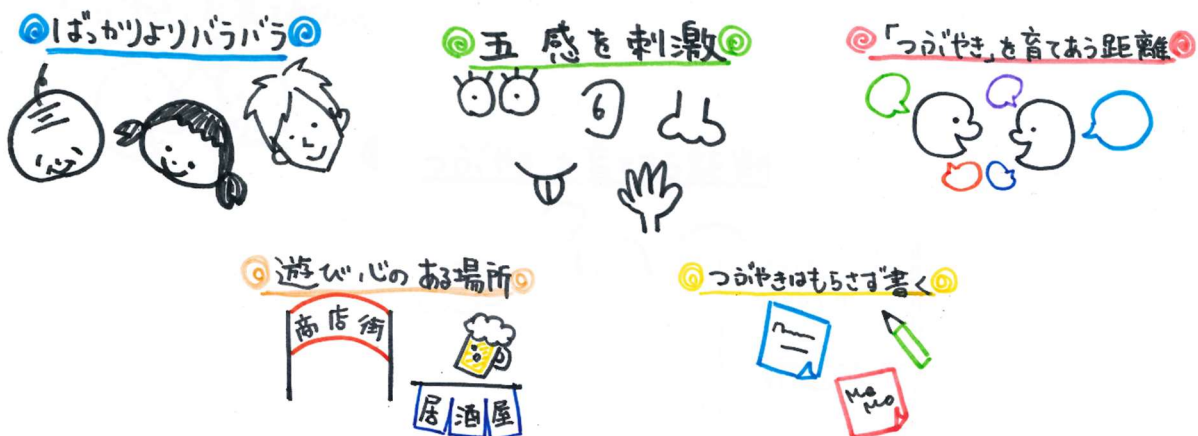 ばっかりよりバラバラ
五感を刺激
「つぶやき」を育てあう距離
遊び心のある場所
商店街
居酒屋
つぶやきはもらさず書く
MeMo